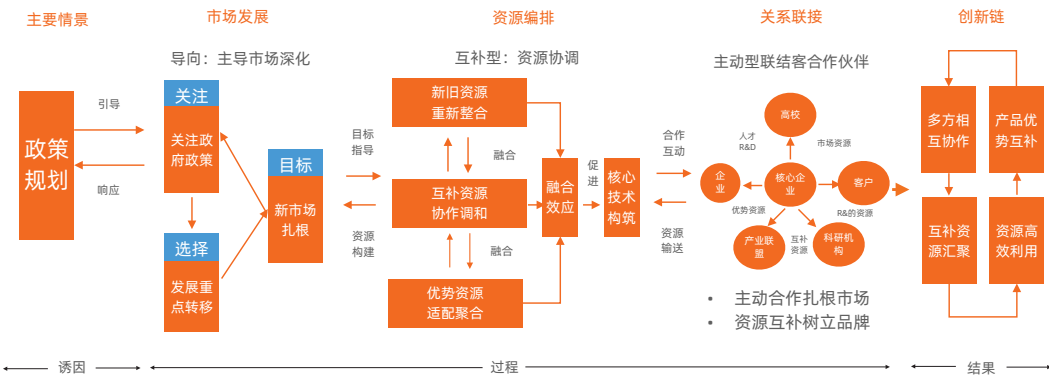 主要情景
市场发展
资源编排
关系联接
创新链
导向：主导市场深化
互补型：资源协调
主动型联结客合作伙伴
政策
规划
引导
响应
关注
关注政
府政策
选择
发展重
点转移
目标
新市场
扎根
目标
指导
资源
构建
新旧资源
重新整合
融合
互补资源
协作调和
融合
优势资源
适配聚合
融合
效应
促
进
核心
技术
构筑
合作
互动
资源
输送
高校
人才
R&D
市场资源
企
业
核心企
业
客户
优势资源
R&的资源
产业联
盟
互补
资源
科研机
构
• 主动合作扎根市场
• 资源互补树立品牌
多方相
互协作
产品优
势互补
互补资
源汇聚
资源高
效利用
诱因
过程
结果